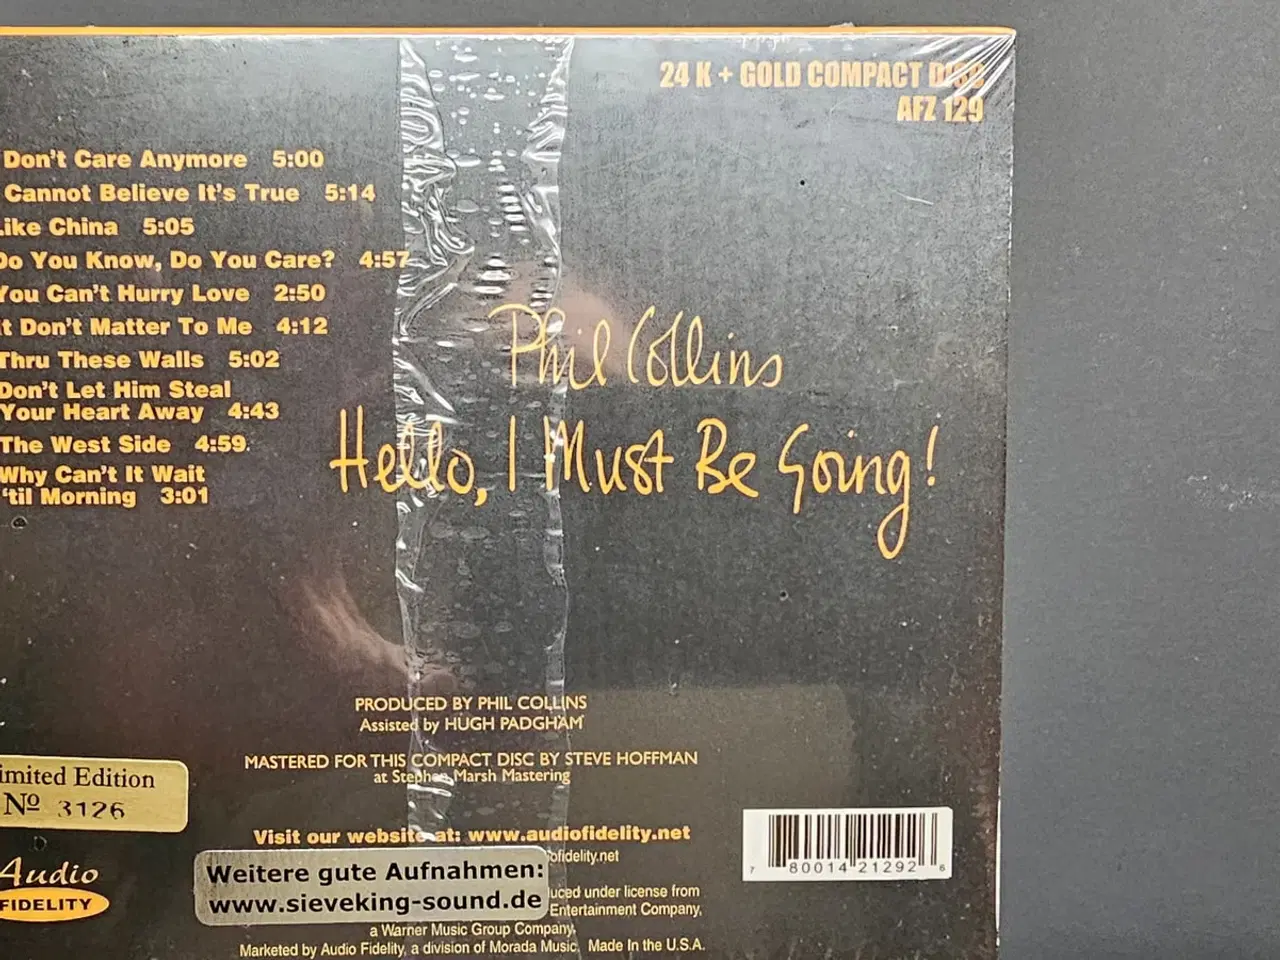 24 K + GOLD COMPACT DISC
AFZ 129
Don't Care Anymore 5:00
Cannot Believe It's True 5:14
Like China 5:05
Do You Know, Do You Care? 4:57
You Can't Hurry Love 2:50
It Don't Matter To Me 4:12
Thru These Walls 5:02
Don't Let Him Steal
Your Heart Away 4:43
The West Side 4:59
Why Can't It Wait
'til Morning 3:01
Phil Collins
Hello, I Must Be Going!
PRODUCED BY PHIL COLLINS
Assisted by HUGH PADGHAM
MASTERED FOR THIS COMPACT DISC BY STEVE HOFFMAN
at Stephen Marsh Mastering
Limited Edition
Nº 3126
Visit our website at: www.audiofidelity.net
ofidelity.net
Audio
FIDELITY
Weitere gute Aufnahmen:
www.sieveking-sound.de
uced under license from
Entertainment Company,
a Warner Music Group Company.
Marketed by Audio Fidelity, a division of Morada Music. Made In the U.S.A.
7 80014 21292 6